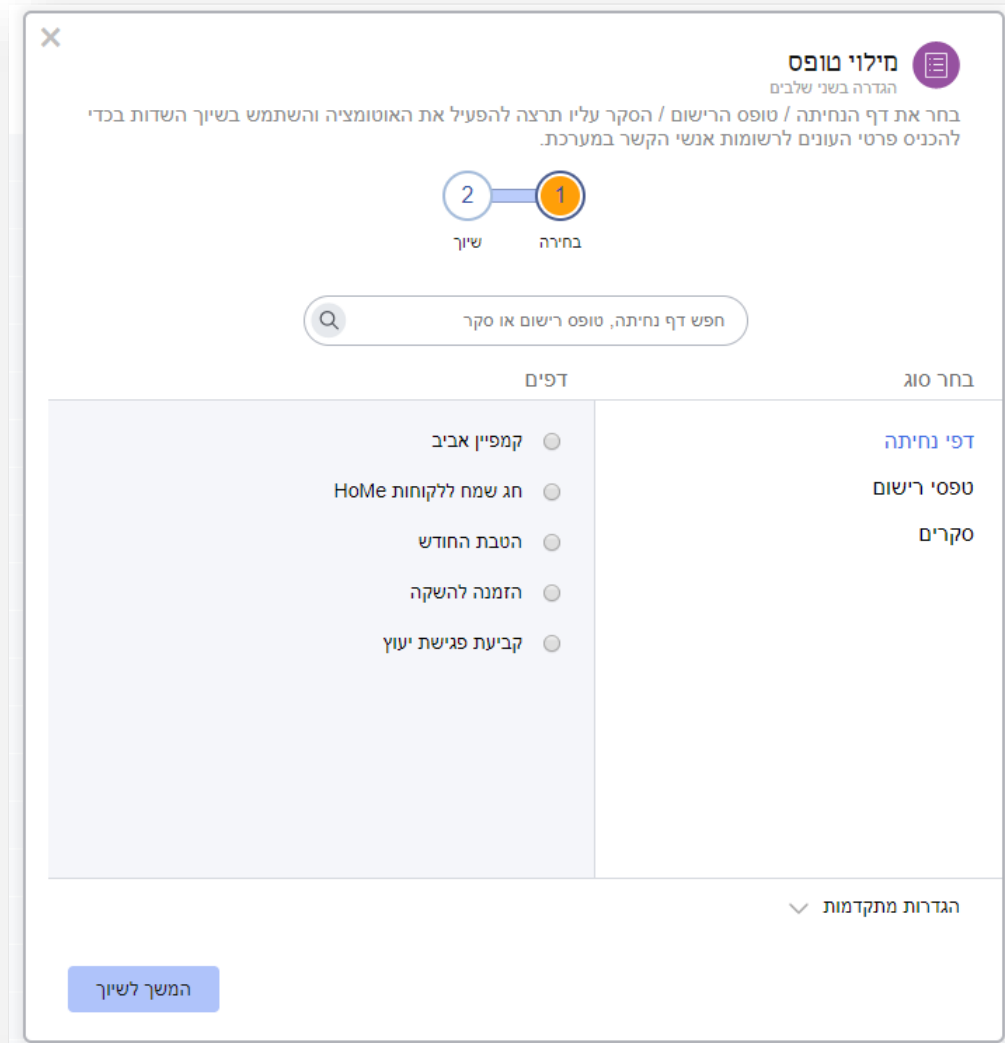 מילוי טופס
הגדרה בשני שלבים
בחר את דף הנחיתה / טופס הרישום / הסקר עליו תרצה להפעיל את האוטומציה והשתמש בשיוך השדות בכדי
להכניס פרטי העונים לרשומות אנשי הקשר במערכת.
1
2
בחירה
שיוך
חפש דף נחיתה, טופס רישום או סקר
בחר סוג
דפים
דפי נחיתה
טפסי רישום
סקרים
קמפיין אביב
חג שמח ללקוחות HoMe
הטבת החודש
הזמנה להשקה
קביעת פגישת יעוץ
הגדרות מתקדמות
המשך לשיוך